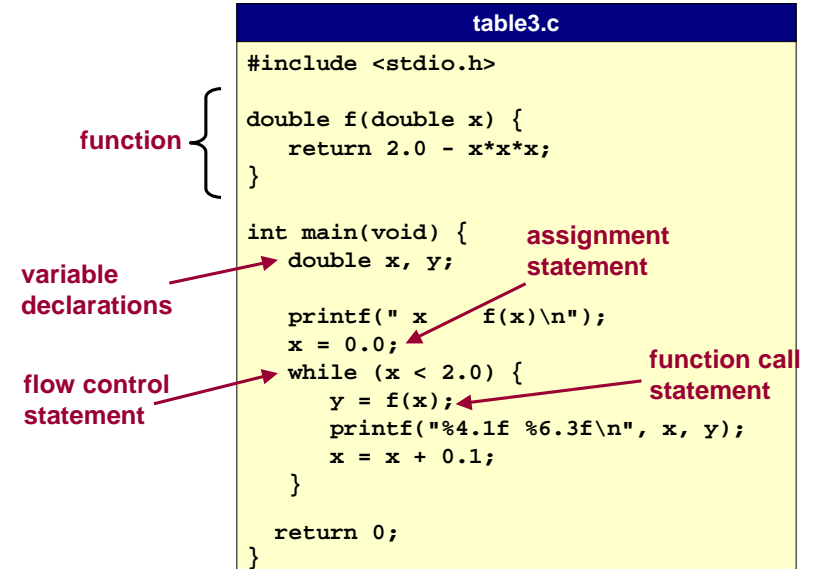 table3.c
#include <stdio.h>
function
double f(double x) {
   return 2.0 - x*x*x;
}
int main(void) {
   double x, y;
assignment
statement
variable
declarations
   printf(" x    f(x)\n");
   x = 0.0;
   while (x < 2.0) {
function call
statement
flow control
statement
      y = f(x);
      printf("%4.1f %6.3f\n", x, y);
      x = x + 0.1;
   }
  return 0;
}